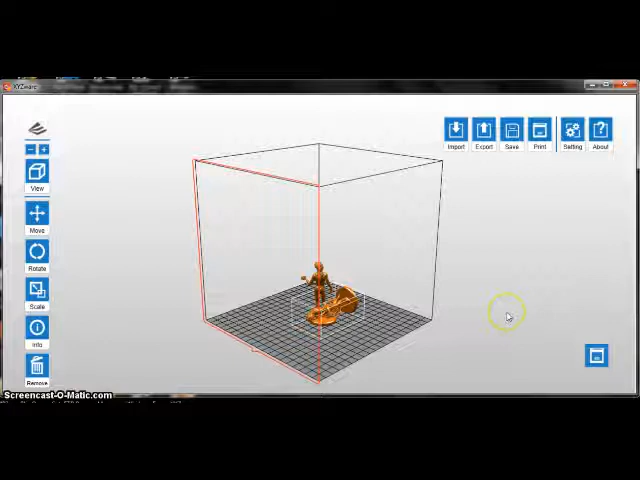 XYZware
Import Export Save Print Setting About
View
Move
Rotate
Scale
Info
Remove
Screencast-O-Matic.com